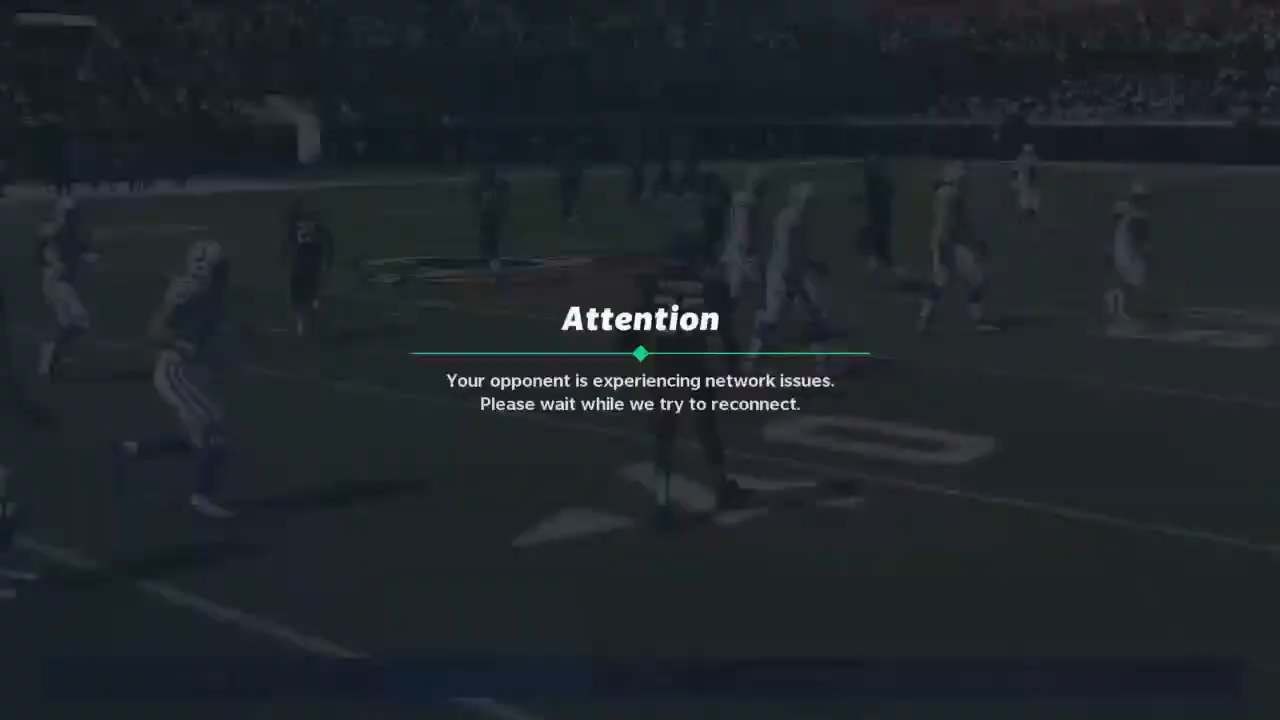 Attention
Your opponent is experiencing network issues.
Please wait while we try to reconnect.